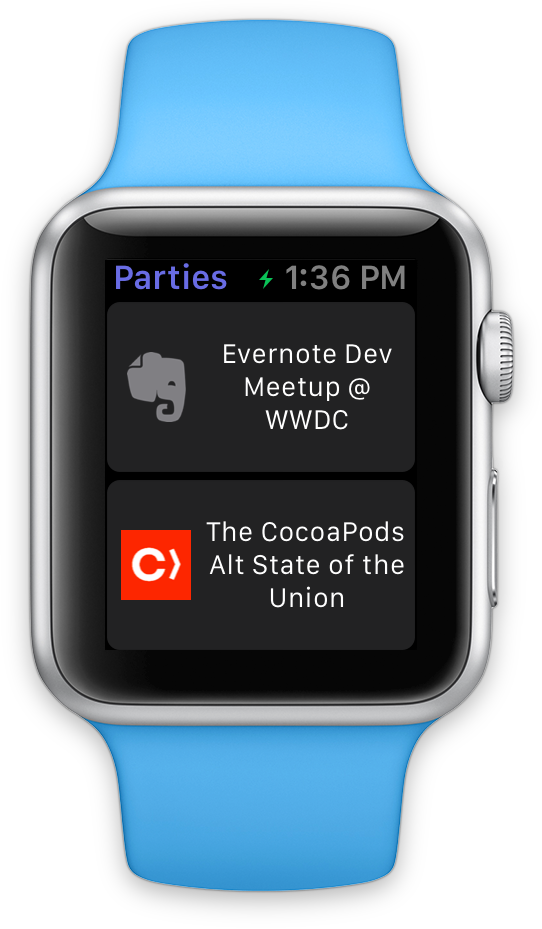 Parties 1:36 PM
Evernote Dev
Meetup @
WWDC
The CocoaPods
Alt State of the
Union